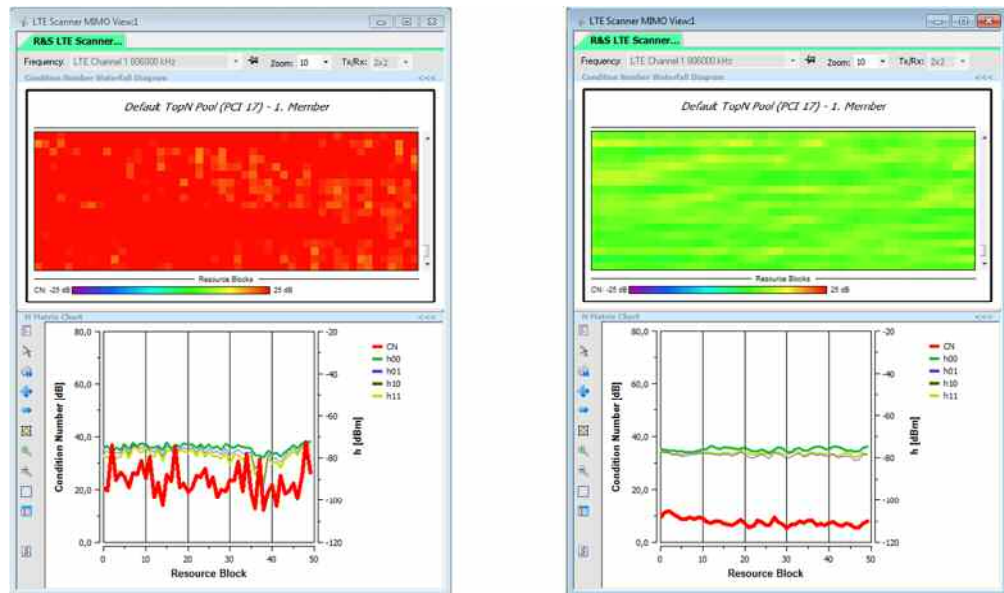 LTE Scanner MIMO View:1
R&S LTE Scanner...
Frequency: LTE Channel 1 806000 kHz Zoom: 10 Tx/Rx: 2x2
Condition Number Waterfall Diagram <<<
Default TopN Pool (PCI 17) - 1. Member
Resource Blocks
CN: -25 dB 25 dB
H Matrix Chart <<<
80,0
60,0
40,0
20,0
0,0
Condition Number [dB]
-20
-40
-60
-80
-100
-120
h [dBm]
CN
h00
h01
h10
h11
0 10 20 30 40 50
Resource Block
LTE Scanner MIMO View:1
R&S LTE Scanner...
Frequency: LTE Channel 1 806000 kHz Zoom: 10 Tx/Rx: 2x2
Condition Number Waterfall Diagram <<<
Default TopN Pool (PCI 17) - 1. Member
Resource Blocks
CN: -25 dB 25 dB
H Matrix Chart <<<
80,0
60,0
40,0
20,0
0,0
Condition Number [dB]
-20
-40
-60
-80
-100
-120
h [dBm]
CN
h00
h01
h10
h11
0 10 20 30 40 50
Resource Block